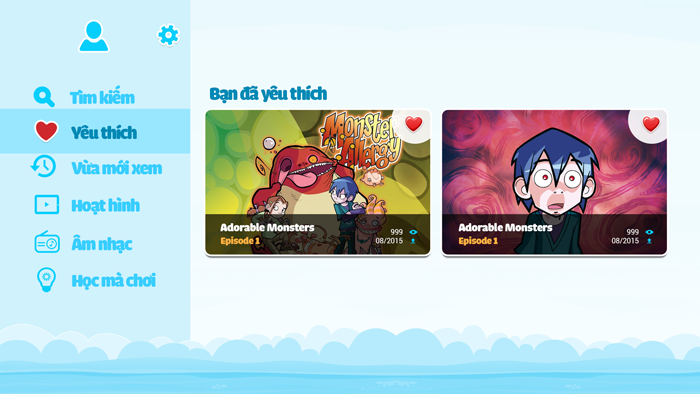 Tìm kiếm
Yêu thích
Vừa mới xem
Hoạt hình
Âm nhạc
Học mà chơi
Bạn đã yêu thích
Monster
Allergy
Adorable Monsters
Episode 1
999
08/2015
Adorable Monsters
Episode 1
999
08/2015